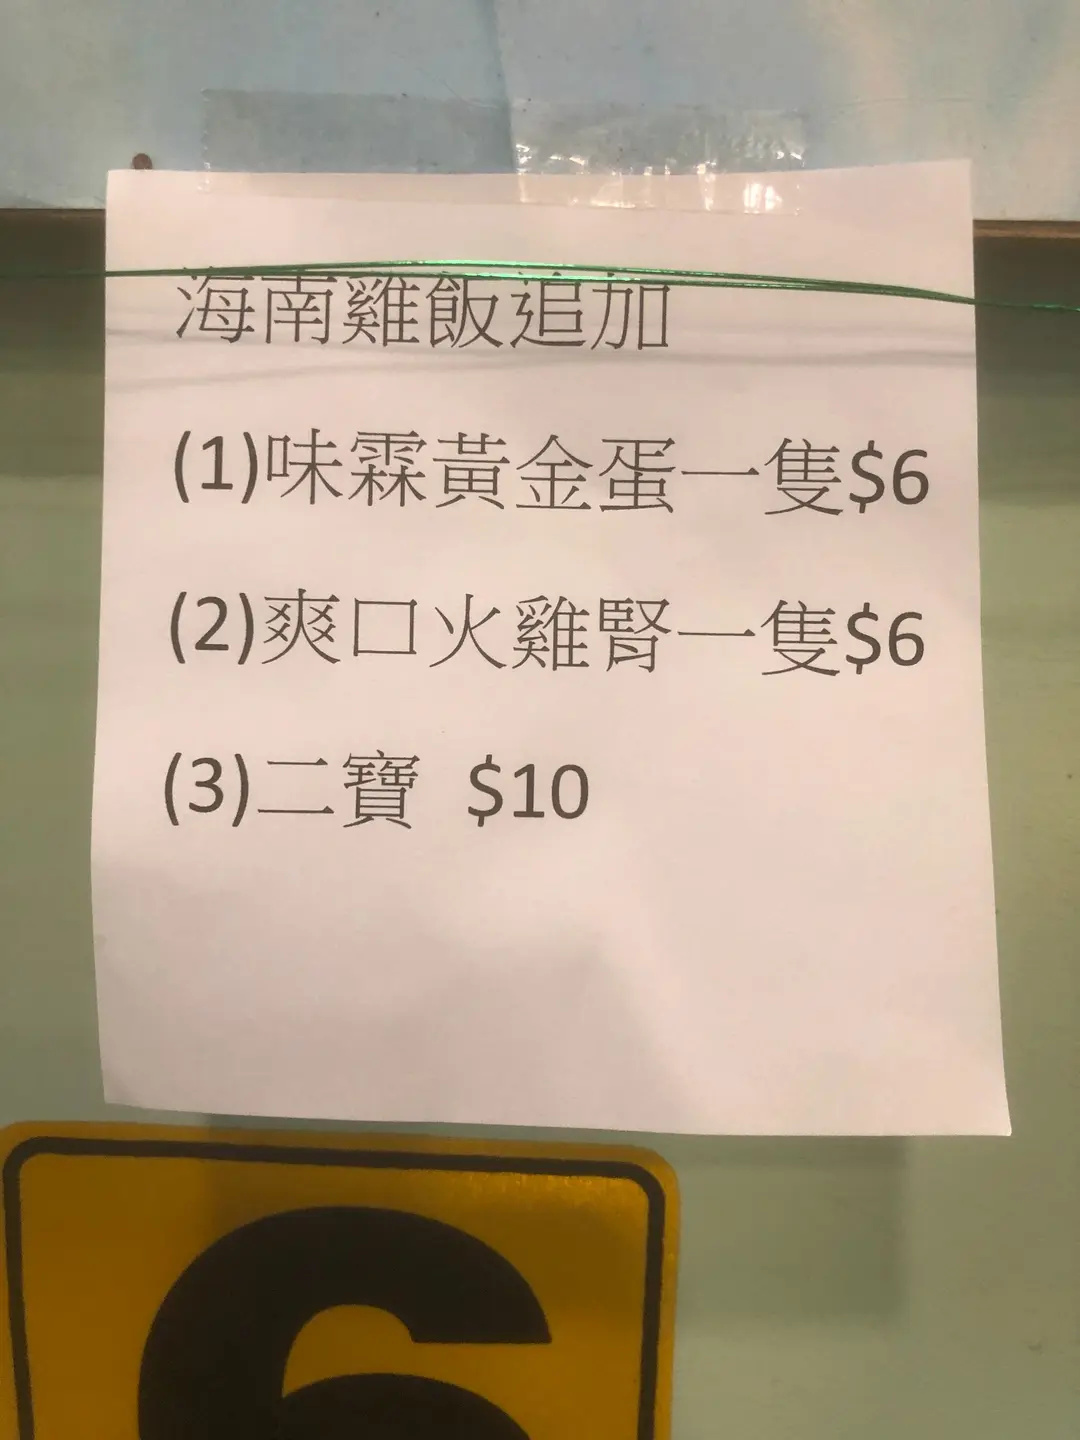 海南雞飯追加
(1)味霖黃金蛋一隻$6
(2)爽口火雞腎一隻$6
(3)二寶 $10
6